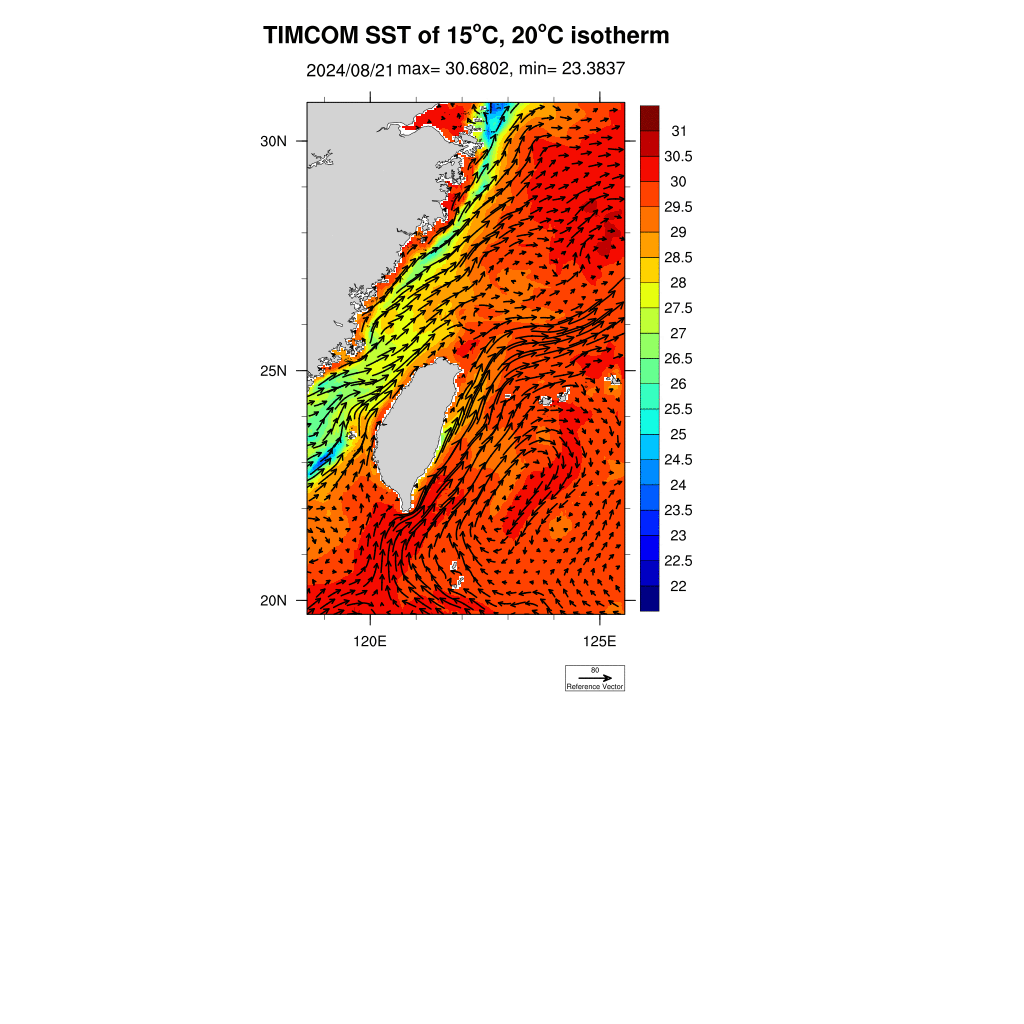 TIMCOM SST of 15°C, 20°C isotherm
2024/08/21 max= 30.6802, min= 23.3837
31
30.5
30N
30
29.5
29
28.5
28
27.5
27
26.5
25N
26
25.5
25
24.5
24
23.5
23
22.5
22
20N
120E 125E
80
Reference Vector